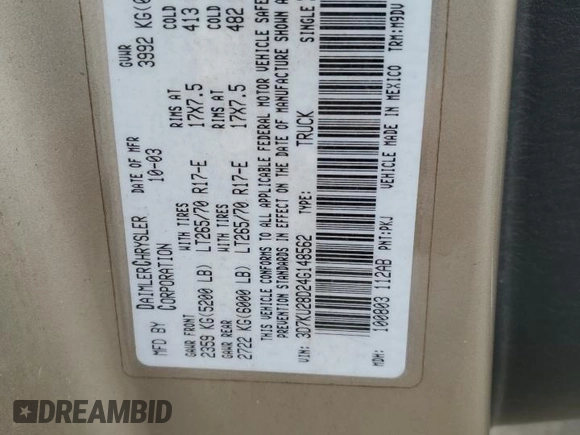 MFD BY DAIMLERCHRYSLER CORPORATION DATE OF MFR 10-03 GVWR 3992 KG(
GAWR FRONT WITH TIRES RIMS AT COLD
2359 KG(5200 LB) LT265/70 R17-E 17X7.5 413
GAWR REAR WITH TIRES RIMS AT COLD
2722 KG(6000 LB) LT265/70 R17-E 17X7.5 482
THIS VEHICLE CONFORMS TO ALL APPLICABLE FEDERAL MOTOR VEHICLE SAFE
PREVENTION STANDARDS IN EFFECT ON THE DATE OF MANUFACTURE SHOWN A
VIN: 3D7KU28D24G148562 TYPE: TRUCK SINGLE
MDH: 100803 112AB PNT:PKJ VEHICLE MADE IN MEXICO TRM:M9DV
DREAMBID